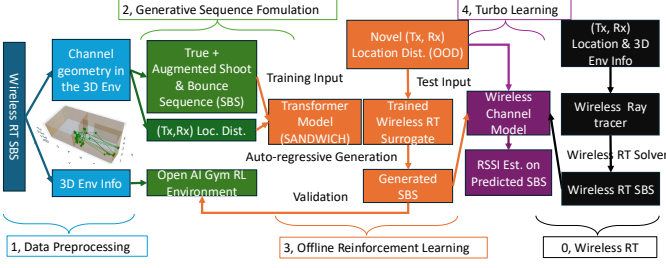 2, Generative Sequence Fomulation
4, Turbo Learning
Wireless RT SBS
Channel
geometry in
the 3D Env
True +
Augmented Shoot
& Bounce
Sequence (SBS)
(Tx,Rx) Loc. Dist.
3D Env Info
Open AI Gym RL
Environment
Training Input
Transformer
Model
(SANDWICH)
Novel (Tx, Rx)
Location Dist. (OOD)
Test Input
Trained
Wireless RT
Surrogate
Auto-regressive Generation
Generated
SBS
Validation
Wireless
Channel
Model
RSSI Est. on
Predicted SBS
(Tx, Rx)
Location & 3D
Env Info
Wireless Ray
tracer
Wireless RT Solver
Wireless RT SBS
1, Data Preprocessing
3, Offline Reinforcement Learning
0, Wireless RT